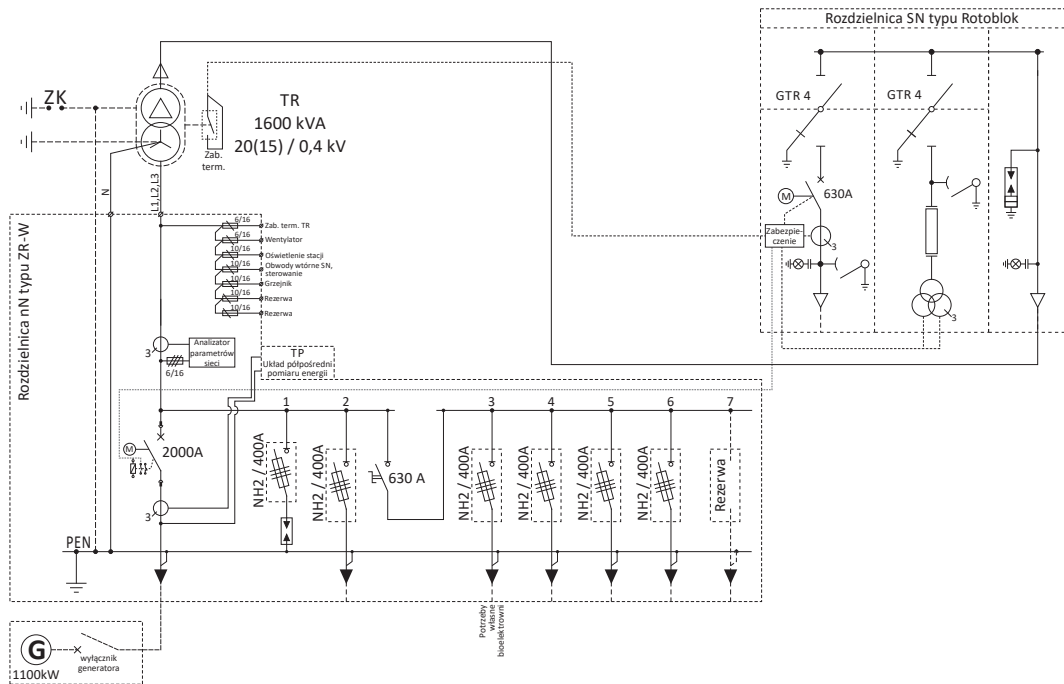 Rozdzielnica SN typu Rotoblok
GTR 4
GTR 4
M
630A
Zabezpie-
czenie
3
3
ZK
TR
1600 kVA
20(15) / 0,4 kV
Zab.
term.
N
L1,L2,L3
Rozdzielnica nN typu ZR-W
6/16
Zab. term. TR
6/16
Wentylator
10/16
Oświetlenie stacji
10/16
Obwody wtórne SN,
sterowanie
10/16
Grzejnik
10/16
Rezerwa
10/16
Rezerwa
3
Analizator
parametrów
sieci
6/16
TP
Układ półpośredni
pomiaru energii
1
2
3
4
5
6
7
M
2000A
3
NH2 / 400A
NH2 / 400A
630 A
NH2 / 400A
NH2 / 400A
NH2 / 400A
NH2 / 400A
Rezerwa
PEN
Potrzeby
własne
bioelektrowni
G
1100kW
wyłącznik
generatora